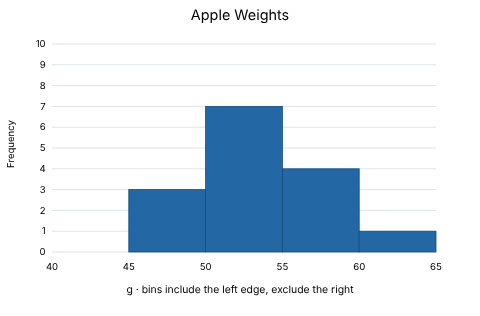 Apple Weights
10
9
8
7
6
5
4
3
2
1
0
Frequency
40 45 50 55 60 65
g · bins include the left edge, exclude the right